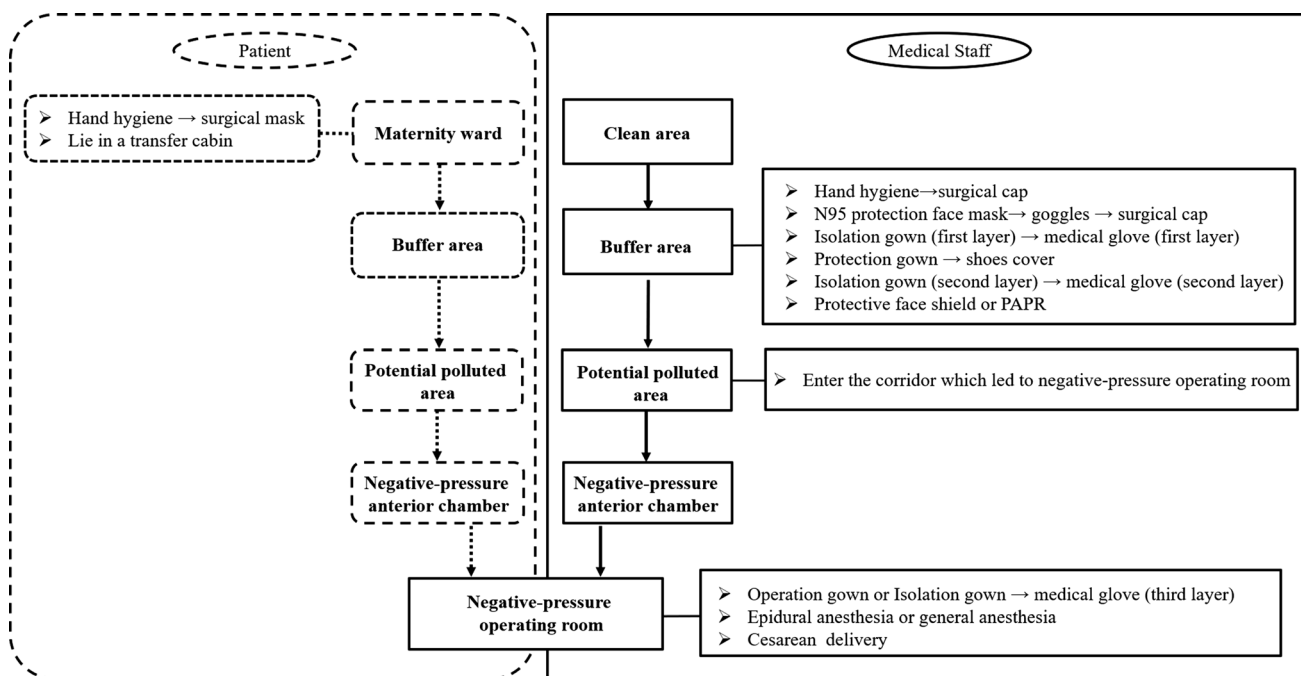 Patient
➢ Hand hygiene → surgical mask
➢ Lie in a transfer cabin
Maternity ward
Buffer area
Potential polluted
area
Negative-pressure
anterior chamber
Medical Staff
Clean area
Buffer area
➢ Hand hygiene→surgical cap
➢ N95 protection face mask→ goggles → surgical cap
➢ Isolation gown (first layer) → medical glove (first layer)
➢ Protection gown → shoes cover
➢ Isolation gown (second layer) → medical glove (second layer)
➢ Protective face shield or PAPR
Potential polluted
area
➢ Enter the corridor which led to negative-pressure operating room
Negative-pressure
anterior chamber
Negative-pressure
operating room
➢ Operation gown or Isolation gown → medical glove (third layer)
➢ Epidural anesthesia or general anesthesia
➢ Cesarean delivery